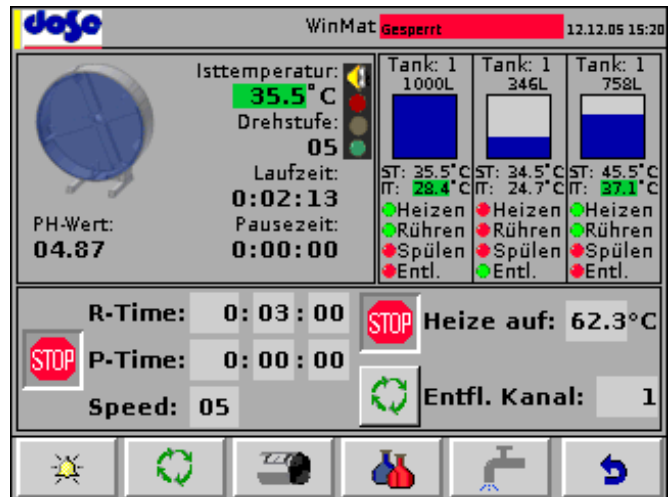 dose
WinMat
Gesperrt
12.12.05 15:20
Isttemperatur:
35.5°C
Drehstufe:
05
Laufzeit:
0:02:13
PH-Wert:
04.87
Pausezeit:
0:00:00
Tank: 1
1000L
ST: 35.5°C
IT: 28.4°C
Heizen
Rühren
Spülen
Entl.
Tank: 1
346L
ST: 34.5°C
IT: 24.7°C
Heizen
Rühren
Spülen
Entl.
Tank: 1
758L
ST: 45.5°C
IT: 37.1°C
Heizen
Rühren
Spülen
Entl.
STOP
R-Time: 0: 03: 00
P-Time: 0: 00: 00
Speed: 05
STOP
Heize auf: 62.3°C
Entfl. Kanal: 1